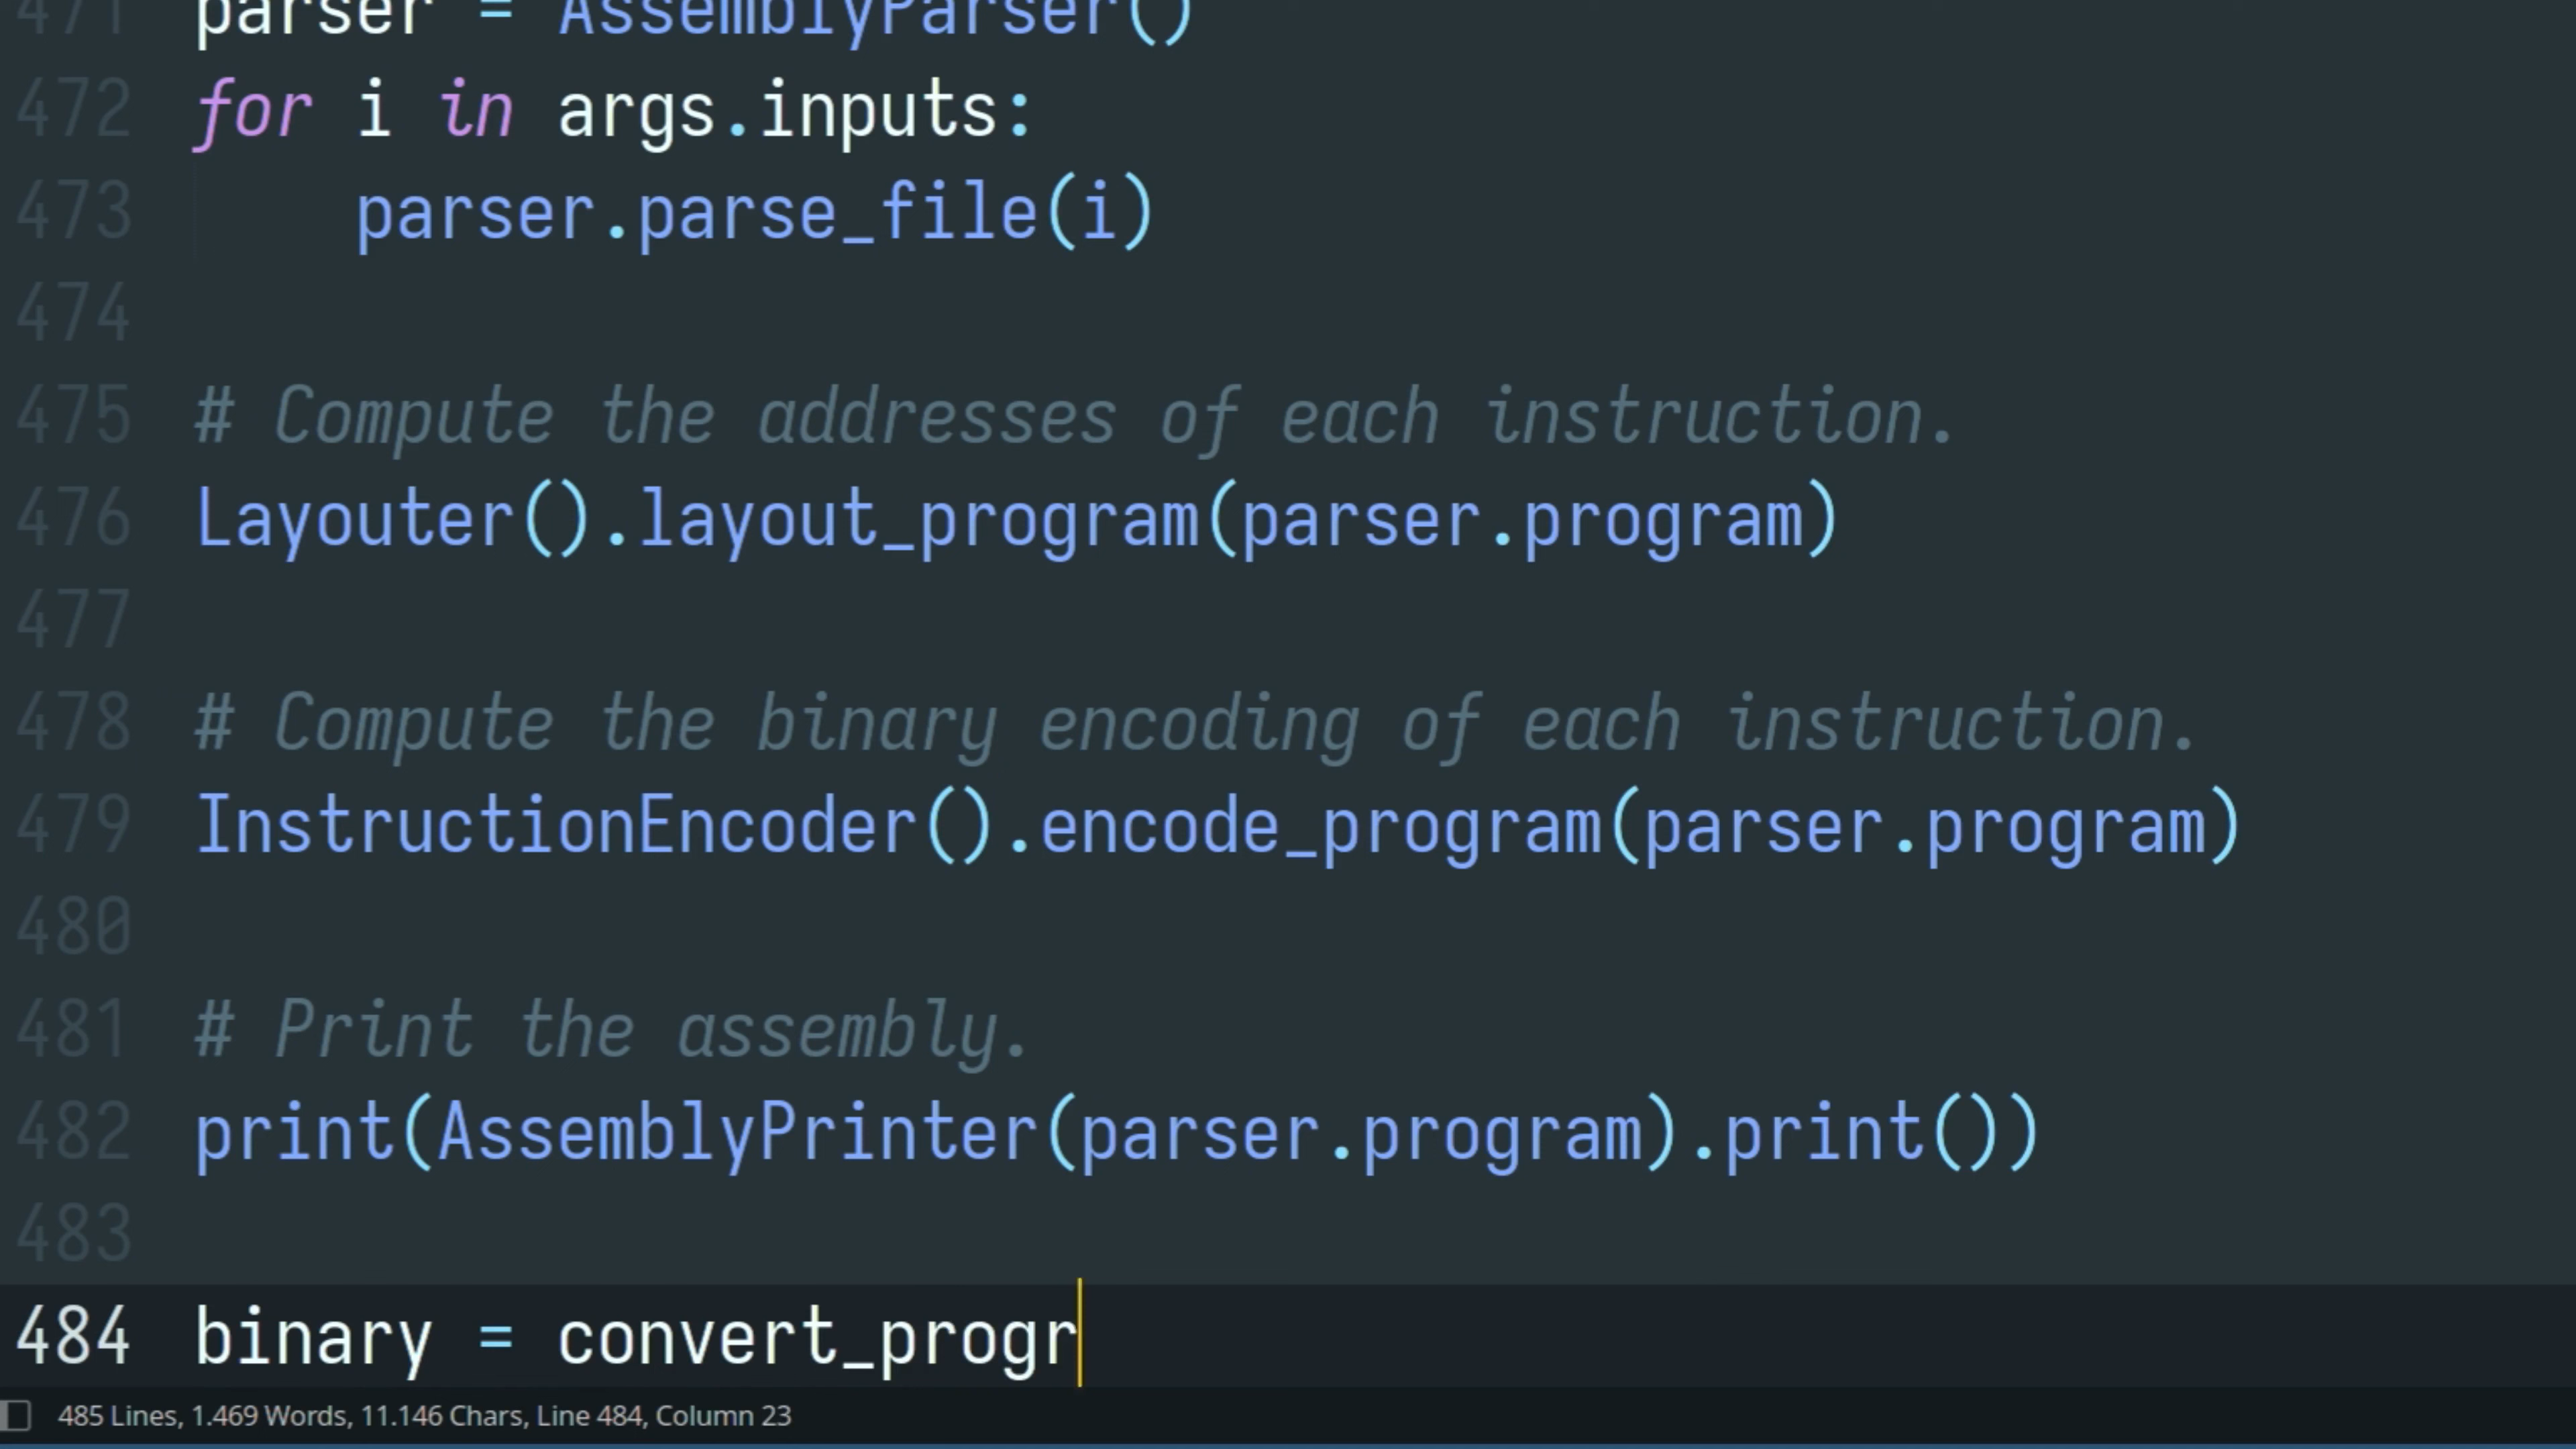 471 parser = AssemblyParser()
472 for i in args.inputs:
473 parser.parse_file(i)
474
475 # Compute the addresses of each instruction.
476 Layouter().layout_program(parser.program)
477
478 # Compute the binary encoding of each instruction.
479 InstructionEncoder().encode_program(parser.program)
480
481 # Print the assembly.
482 print(AssemblyPrinter(parser.program).print())
483
484 binary = convert_progr
485 Lines, 1.469 Words, 11.146 Chars, Line 484, Column 23